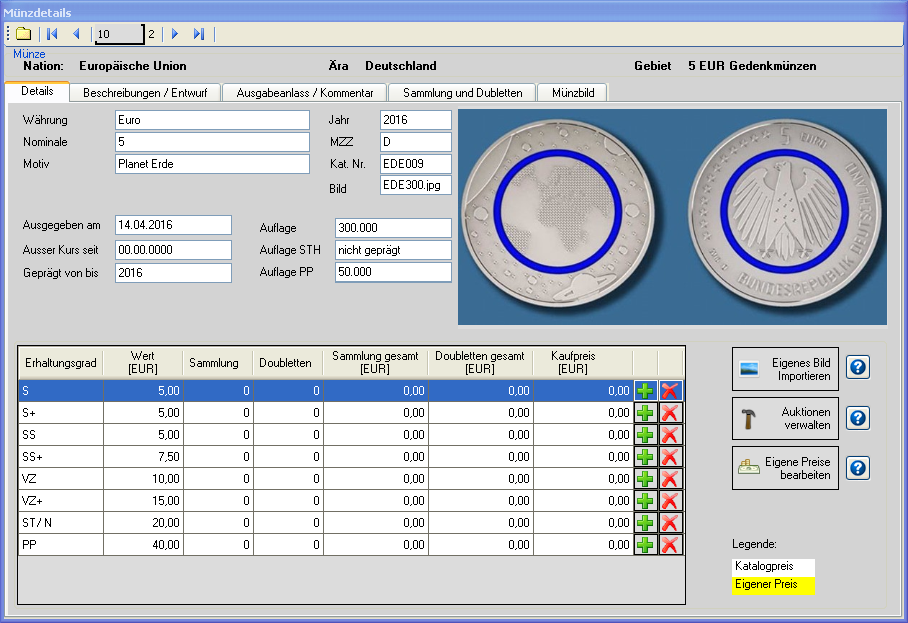 Münzdetails
10 2
Münze
Nation: Europäische Union Ära Deutschland Gebiet 5 EUR Gedenkmünzen
Details Beschreibungen / Entwurf Ausgabeanlass / Kommentar Sammlung und Dubletten Münzbild
Währung Euro Jahr 2016
Nominale 5 MZZ D
Motiv Planet Erde Kat. Nr. EDE009
Bild EDE300.jpg
Ausgegeben am 14.04.2016 Auflage 300.000
Ausser Kurs seit 00.00.0000 Auflage STH nicht geprägt
Geprägt von bis 2016 Auflage PP 50.000
5 EURO
BUNDESREPUBLIK DEUTSCHLAND
Erhaltungsgrad Wert [EUR] Sammlung Doubletten Sammlung gesamt [EUR] Doubletten gesamt [EUR] Kaufpreis [EUR]
S 5,00 0 0 0,00 0,00 0,00
S+ 5,00 0 0 0,00 0,00 0,00
SS 5,00 0 0 0,00 0,00 0,00
SS+ 7,50 0 0 0,00 0,00 0,00
VZ 10,00 0 0 0,00 0,00 0,00
VZ+ 15,00 0 0 0,00 0,00 0,00
ST/ N 20,00 0 0 0,00 0,00 0,00
PP 40,00 0 0 0,00 0,00 0,00
Eigenes Bild
Importieren
?
Auktionen
verwalten
?
Eigene Preise
bearbeiten
?
Legende:
Katalogpreis
Eigener Preis